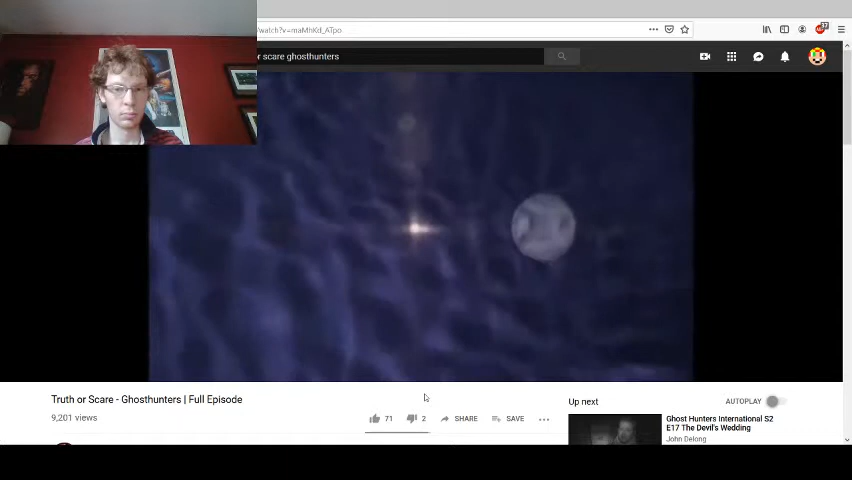 /watch?v=maMhKd_ATpo
37
r scare ghosthunters
Truth or Scare - Ghosthunters | Full Episode
9,201 views
71
2
SHARE
SAVE
Up next
AUTOPLAY
Ghost Hunters International S2
E17 The Devil's Wedding
John Delong